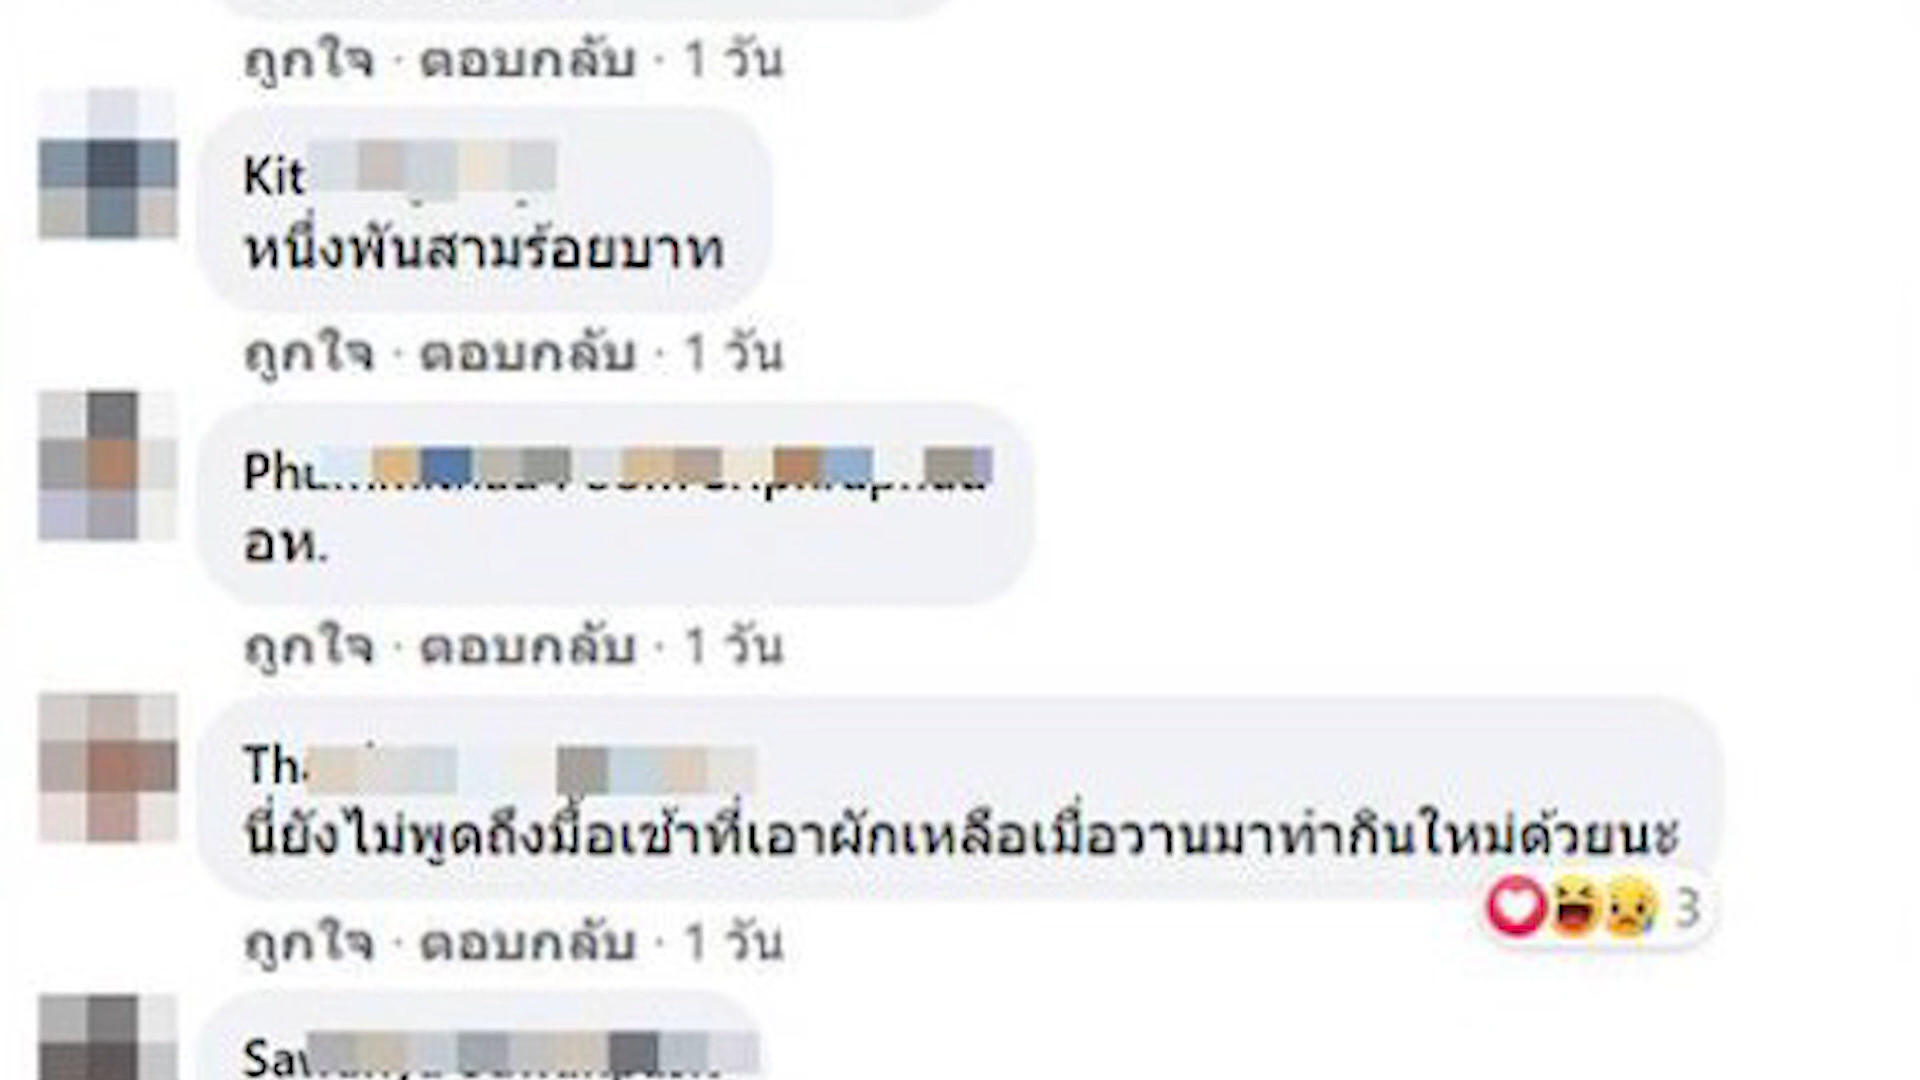 ถูกใจ · ตอบกลับ · 1 วัน
Kit
หนึ่งพันสามร้อยบาท
ถูกใจ · ตอบกลับ · 1 วัน
อห.
ถูกใจ · ตอบกลับ · 1 วัน
นี่ยังไม่พูดถึงมื้อเช้าที่เอาผักเหลือเมื่อวานมาทำกินใหม่ด้วยนะ
3
ถูกใจ · ตอบกลับ · 1 วัน